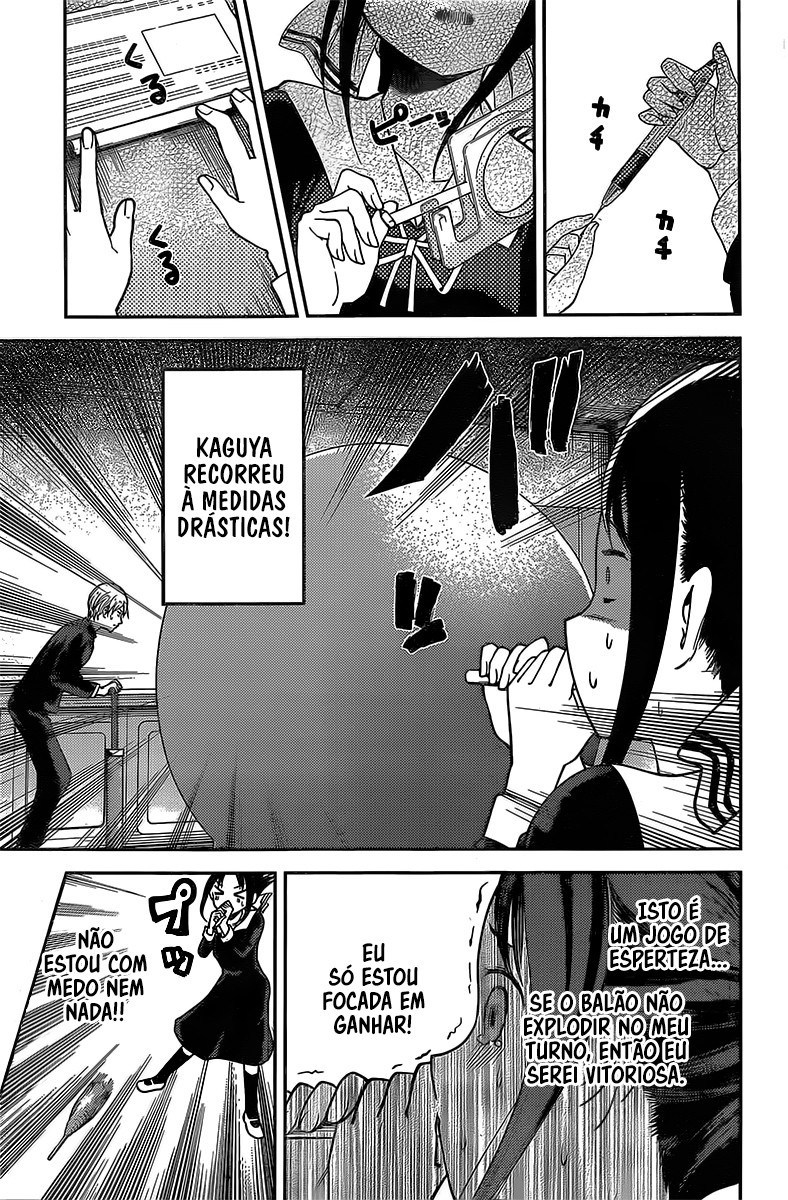 カチ
カチ
ピーッ
くる
くる
KAGUYA
RECORREU
À MEDIDAS
DRÁSTICAS!
ISTO É
UM JOGO DE
ESPERTEZA...
SE O BALÃO NÃO
EXPLODIR NO MEU
TURNO, ENTÃO EU
SEREI VITORIOSA.
EU
SÓ ESTOU
FOCADA EM
GANHAR!
プッ
NÃO
ESTOU COM
MEDO NEM
NADA!!